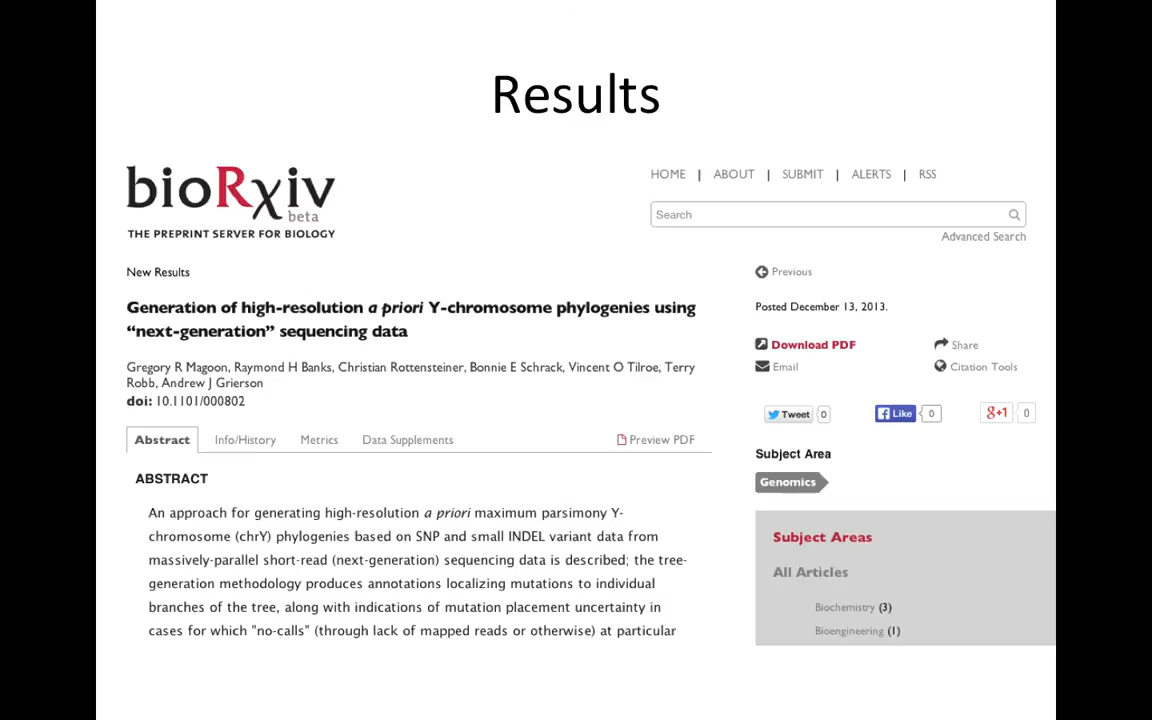 Results
bioRxiv
beta
THE PREPRINT SERVER FOR BIOLOGY
HOME | ABOUT | SUBMIT | ALERTS | RSS
Search
Advanced Search
New Results
Generation of high-resolution a priori Y-chromosome phylogenies using
“next-generation” sequencing data
Gregory R Magoon, Raymond H Banks, Christian Rottensteiner, Bonnie E Schrack, Vincent O Tilroe, Terry
Robb, Andrew J Grierson
doi: 10.1101/000802
Abstract Info/History Metrics Data Supplements Preview PDF
ABSTRACT
An approach for generating high-resolution a priori maximum parsimony Y-
chromosome (chrY) phylogenies based on SNP and small INDEL variant data from
massively-parallel short-read (next-generation) sequencing data is described; the tree-
generation methodology produces annotations localizing mutations to individual
branches of the tree, along with indications of mutation placement uncertainty in
cases for which "no-calls" (through lack of mapped reads or otherwise) at particular
Previous
Posted December 13, 2013.
Download PDF Share
Email Citation Tools
Tweet 0 Like 0 g+1 0
Subject Area
Genomics
Subject Areas
All Articles
Biochemistry (3)
Bioengineering (1)